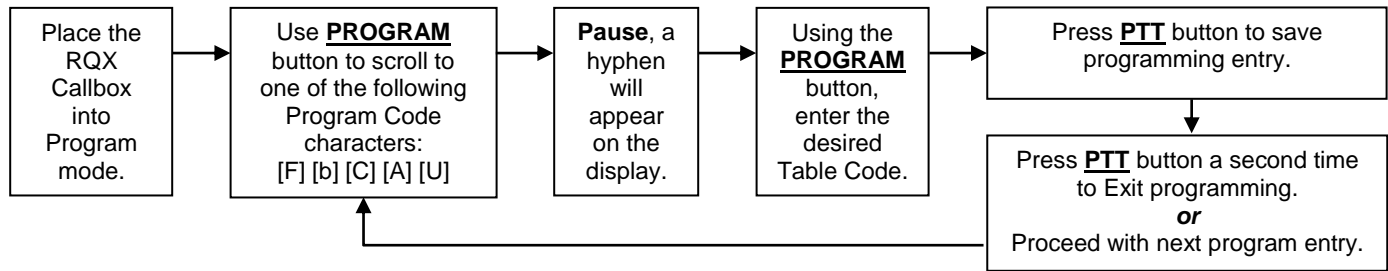 Place the
RQX
Callbox
into
Program
mode.
Use PROGRAM
button to scroll to
one of the following
Program Code
characters:
[F] [b] [C] [A] [U]
Pause, a
hyphen
will
appear
on the
display.
Using the
PROGRAM
button,
enter the
desired
Table Code.
Press PTT button to save
programming entry.
Press PTT button a second time
to Exit programming.
or
Proceed with next program entry.